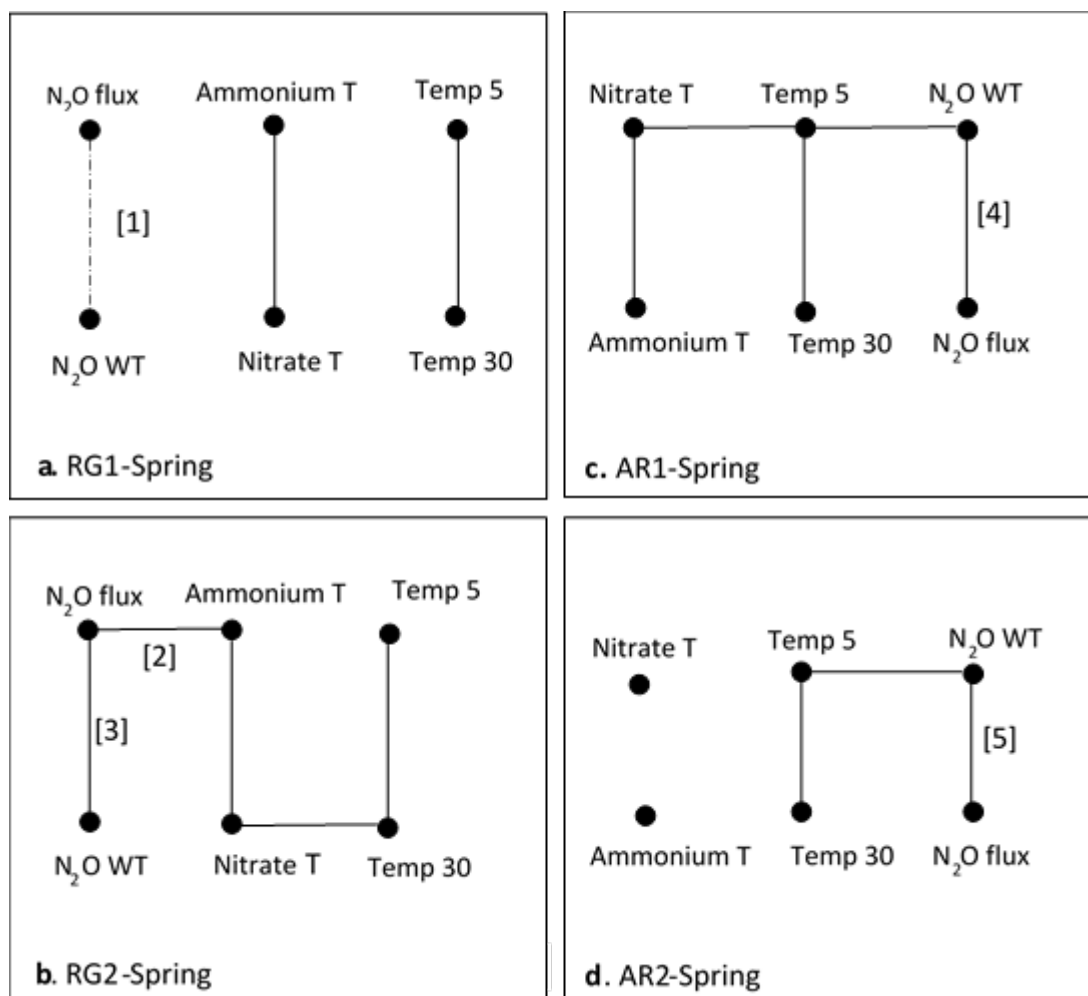 N₂O flux Ammonium T Temp 5
[1]
N₂O WT Nitrate T Temp 30
a. RG1-Spring
Nitrate T Temp 5 N₂O WT
[4]
Ammonium T Temp 30 N₂O flux
c. AR1-Spring
N₂O flux Ammonium T Temp 5
[2]
[3]
N₂O WT Nitrate T Temp 30
b. RG2-Spring
Nitrate T Temp 5 N₂O WT
[5]
Ammonium T Temp 30 N₂O flux
d. AR2-Spring